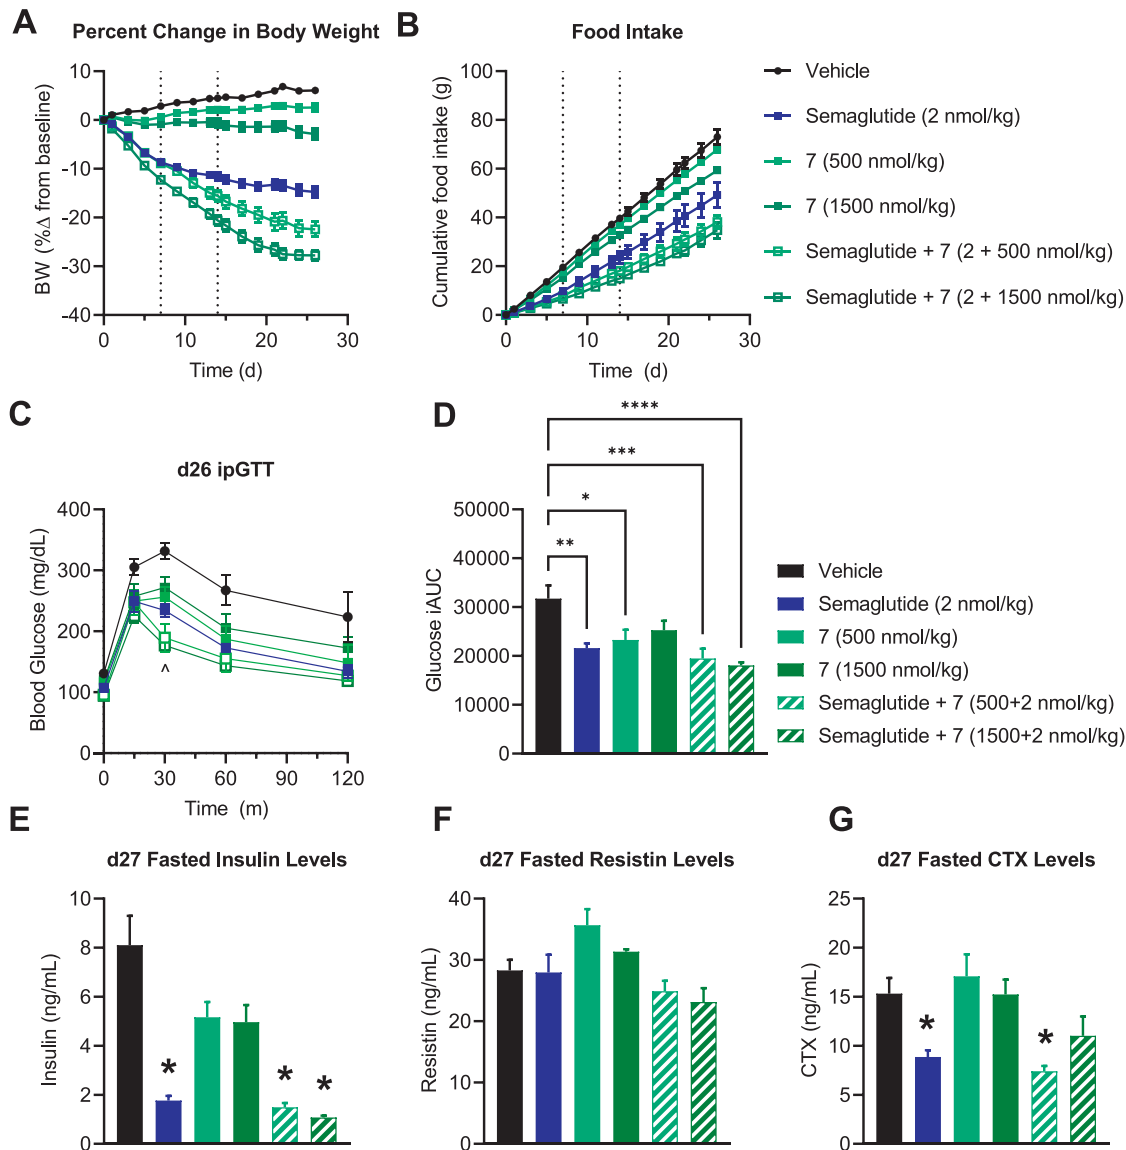 A
Percent Change in Body Weight
BW (%Δ from baseline)
10
0
-10
-20
-30
-40
0
10
20
30
Time (d)
B
Food Intake
Cumulative food intake (g)
100
80
60
40
20
0
0
10
20
30
Time (d)
Vehicle
Semaglutide (2 nmol/kg)
7 (500 nmol/kg)
7 (1500 nmol/kg)
Semaglutide + 7 (2 + 500 nmol/kg)
Semaglutide + 7 (2 + 1500 nmol/kg)
C
d26 ipGTT
Blood Glucose (mg/dL)
400
300
200
100
0
^
0
30
60
90
120
Time (m)
D
****
***
*
**
Glucose iAUC
50000
40000
30000
20000
10000
0
Vehicle
Semaglutide (2 nmol/kg)
7 (500 nmol/kg)
7 (1500 nmol/kg)
Semaglutide + 7 (500+2 nmol/kg)
Semaglutide + 7 (1500+2 nmol/kg)
E
d27 Fasted Insulin Levels
Insulin (ng/mL)
10
8
6
4
2
0
*
*
*
F
d27 Fasted Resistin Levels
Resistin (ng/mL)
40
30
20
10
0
G
d27 Fasted CTX Levels
CTX (ng/mL)
25
20
15
10
5
0
*
*